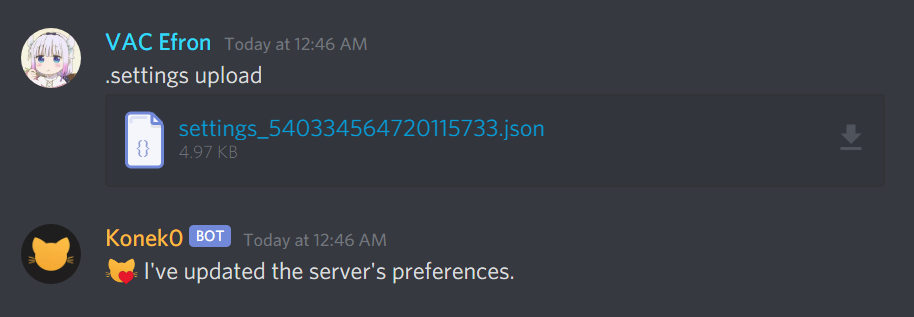 VAC Efron Today at 12:46 AM
.settings upload
{}
settings_540334564720115733.json
4.97 KB
Konek0 BOT Today at 12:46 AM
I've updated the server's preferences.